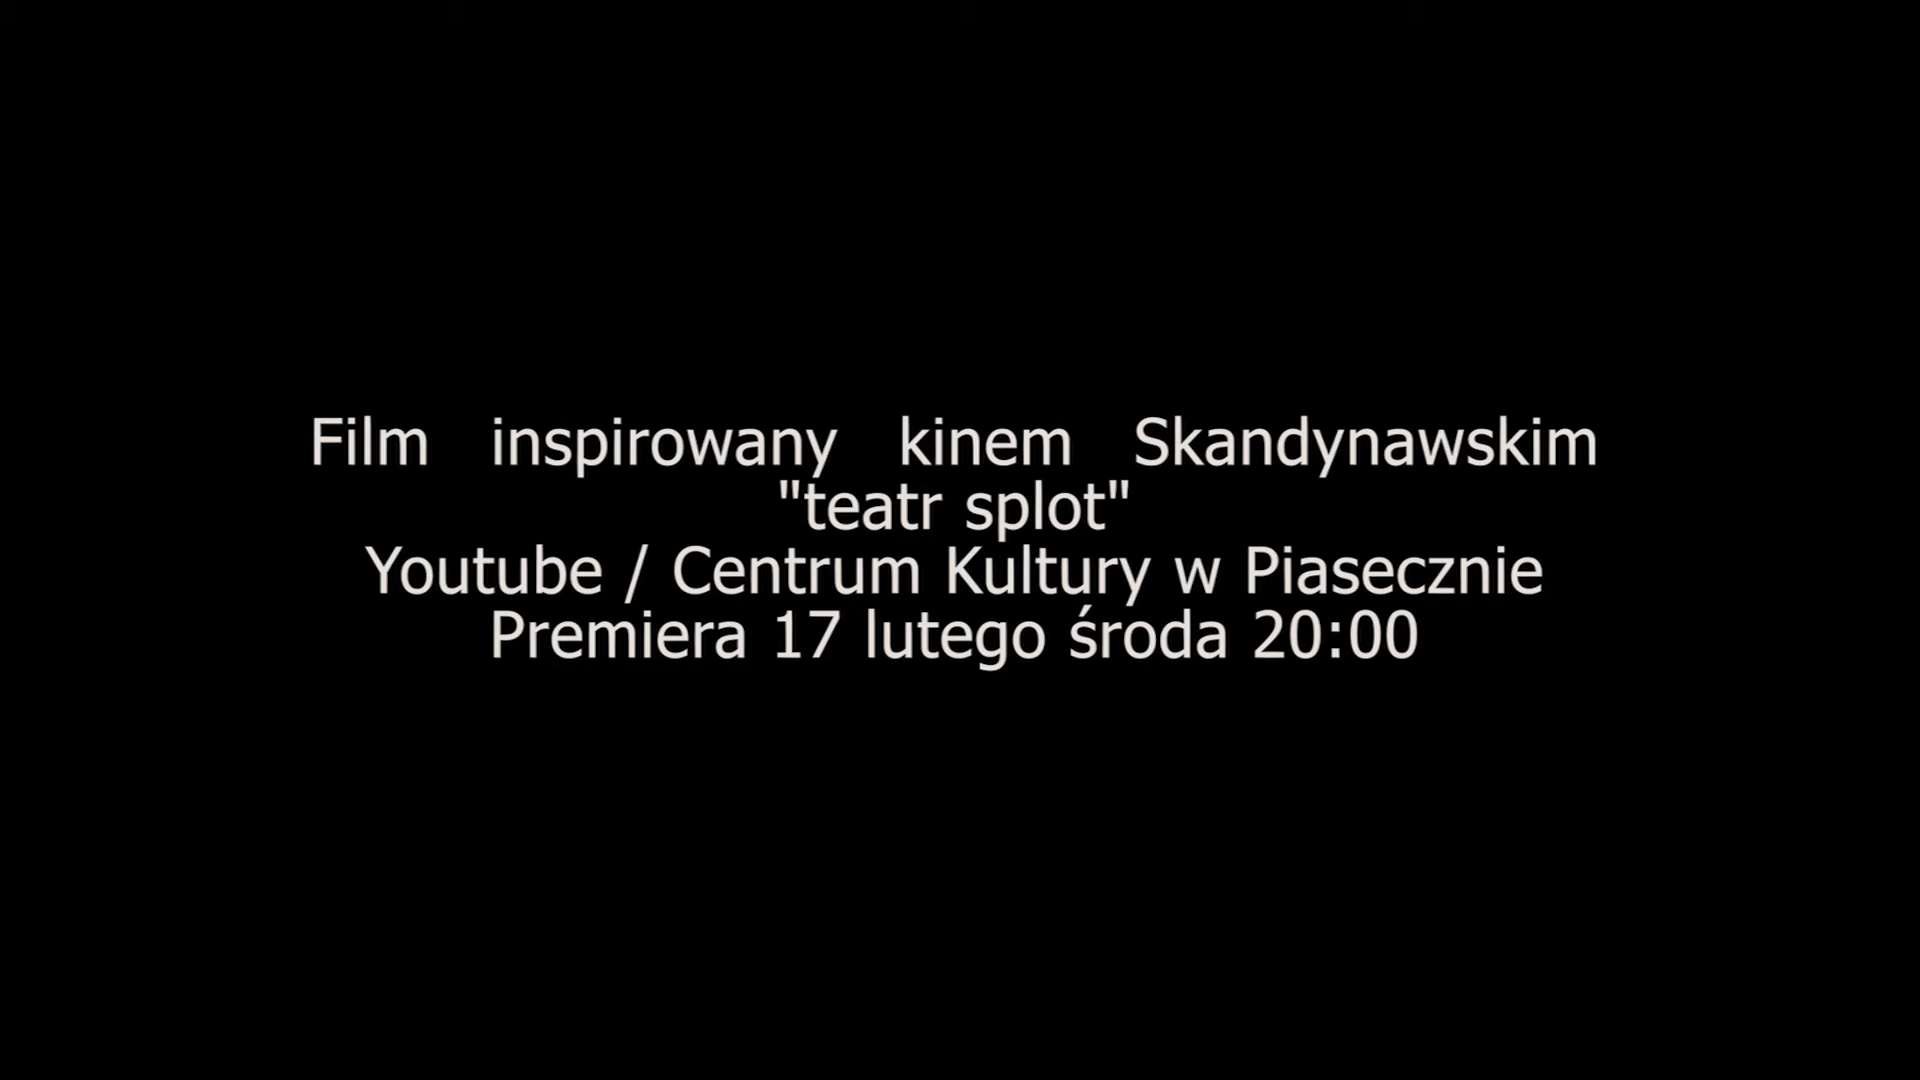 Film inspirowany kinem Skandynawskim
"teatr splot"
Youtube / Centrum Kultury w Piasecznie
Premiera 17 lutego środa 20:00